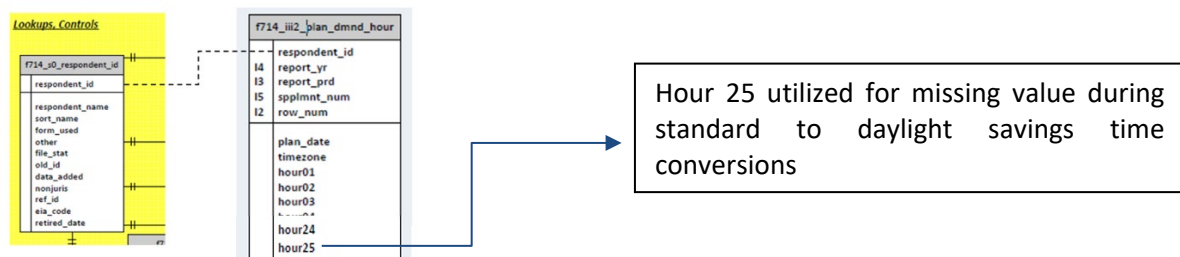 Lookups, Controls
f714_s0_respondent_id
respondent_id
respondent_name
sort_name
form_used
other
file_stat
old_id
data_added
nonjuris
ref_id
eia_code
retired_date
f7
f714_iii2_plan_dmnd_hour
respondent_id
I4 report_yr
I3 report_prd
I5 spplmnt_num
I2 row_num
plan_date
timezone
hour01
hour02
hour03
hour24
hour25
Hour 25 utilized for missing value during
standard to daylight savings time
conversions